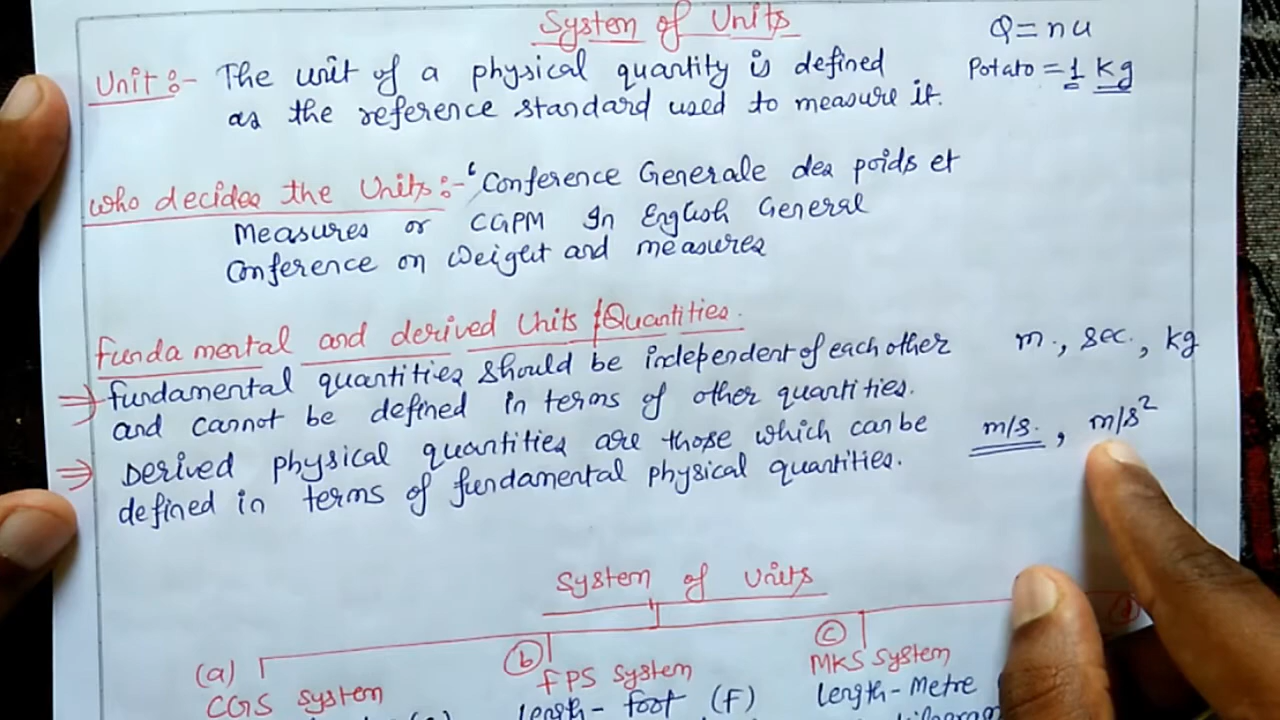 System of Units
Q = n u
Unit :- The unit of a physical quantity is defined
Potato = 1 kg
as the reference standard used to measure it.
who decides the Units :- ‘Conference Generale des poids et
Measures or CGPM In English General
Conference on Weight and measures
fundamental and derived Units & Quantities.
⇒ fundamental quantities should be independent of each other
m., sec., kg
and cannot be defined in terms of other quantities.
⇒ Derived physical quantities are those which can be
m/s. , m/s²
defined in terms of fundamental physical quantities.
System of Units
(a) CGS System
(b) FPS System
(c) MKS System
(d)
Length - foot (F)
Length - Metre